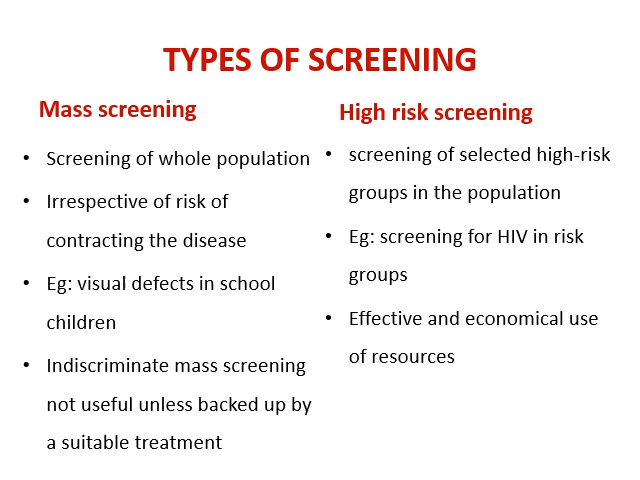 TYPES OF SCREENING
Mass screening
• Screening of whole population
• Irrespective of risk of
contracting the disease
• Eg: visual defects in school
children
• Indiscriminate mass screening
not useful unless backed up by
a suitable treatment
High risk screening
• screening of selected high-risk
groups in the population
• Eg: screening for HIV in risk
groups
• Effective and economical use
of resources